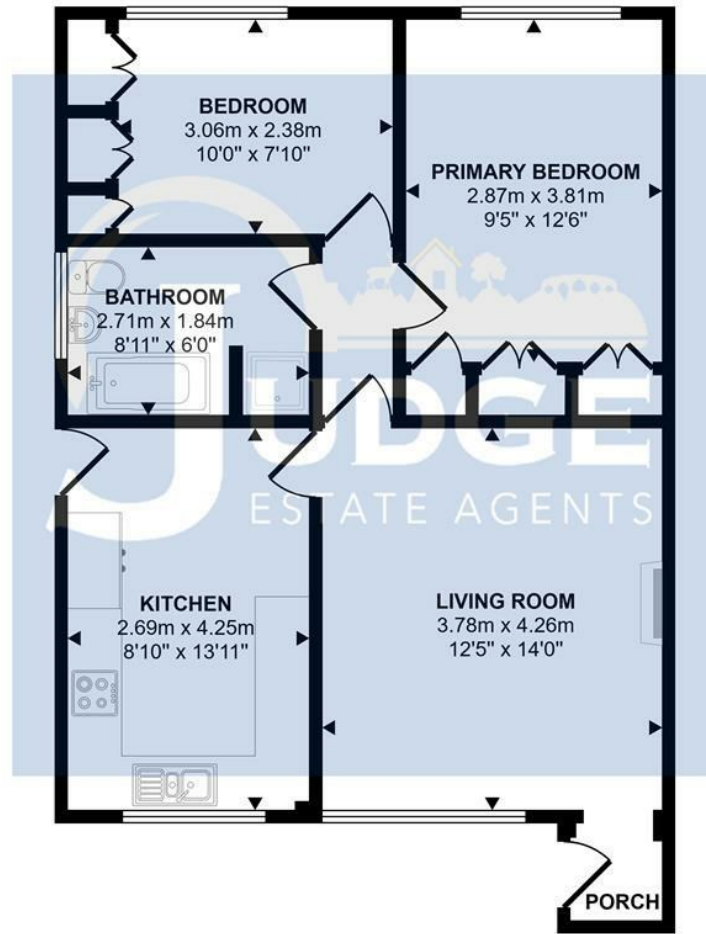 BEDROOM
3.06m x 2.38m
10'0" x 7'10"
PRIMARY BEDROOM
2.87m x 3.81m
9'5" x 12'6"
BATHROOM
2.71m x 1.84m
8'11" x 6'0"
JUDGE
ESTATE AGENTS
KITCHEN
2.69m x 4.25m
8'10" x 13'11"
LIVING ROOM
3.78m x 4.26m
12'5" x 14'0"
PORCH